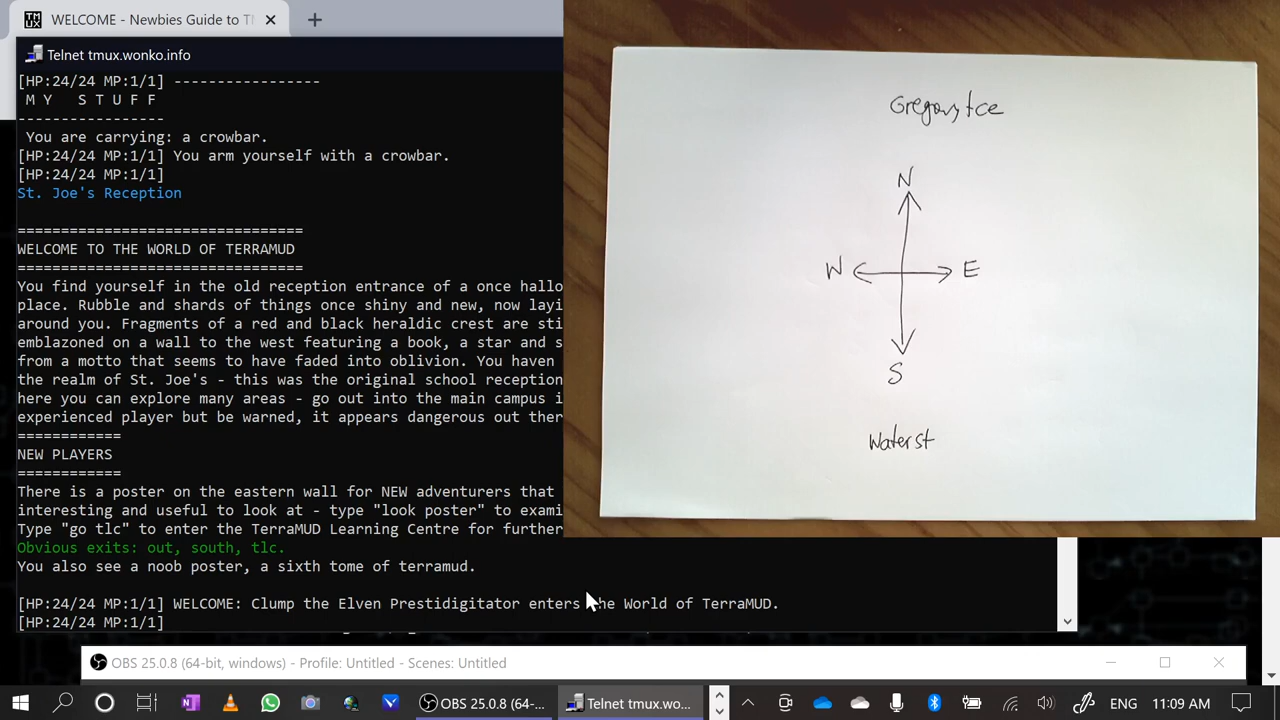 WELCOME - Newbies Guide to T
Telnet tmux.wonko.info
[HP:24/24 MP:1/1] -----------------
M Y   S T U F F
----------------
You are carrying: a crowbar.
[HP:24/24 MP:1/1] You arm yourself with a crowbar.
[HP:24/24 MP:1/1]
St. Joe's Reception
================================
WELCOME TO THE WORLD OF TERRAMUD
================================
You find yourself in the old reception entrance of a once hallo
place. Rubble and shards of things once shiny and new, now layi
around you. Fragments of a red and black heraldic crest are sti
emblazoned on a wall to the west featuring a book, a star and s
from a motto that seems to have faded into oblivion. You haven
the realm of St. Joe's - this was the original school reception
here you can explore many areas - go out into the main campus i
experienced player but be warned, it appears dangerous out ther
============
NEW PLAYERS
============
There is a poster on the eastern wall for NEW adventurers that
interesting and useful to look at - type "look poster" to exami
Type "go tlc" to enter the TerraMUD Learning Centre for further
Obvious exits: out, south, tlc.
You also see a noob poster, a sixth tome of terramud.
[HP:24/24 MP:1/1] WELCOME: Clump the Elven Prestidigitator enters the World of TerraMUD.
[HP:24/24 MP:1/1]
Gregory Tce
N
W E
S
Water st
OBS 25.0.8 (64-bit, windows) - Profile: Untitled - Scenes: Untitled
OBS 25.0.8 (64-bit, ... Telnet tmux.wo... ENG 11:09 AM